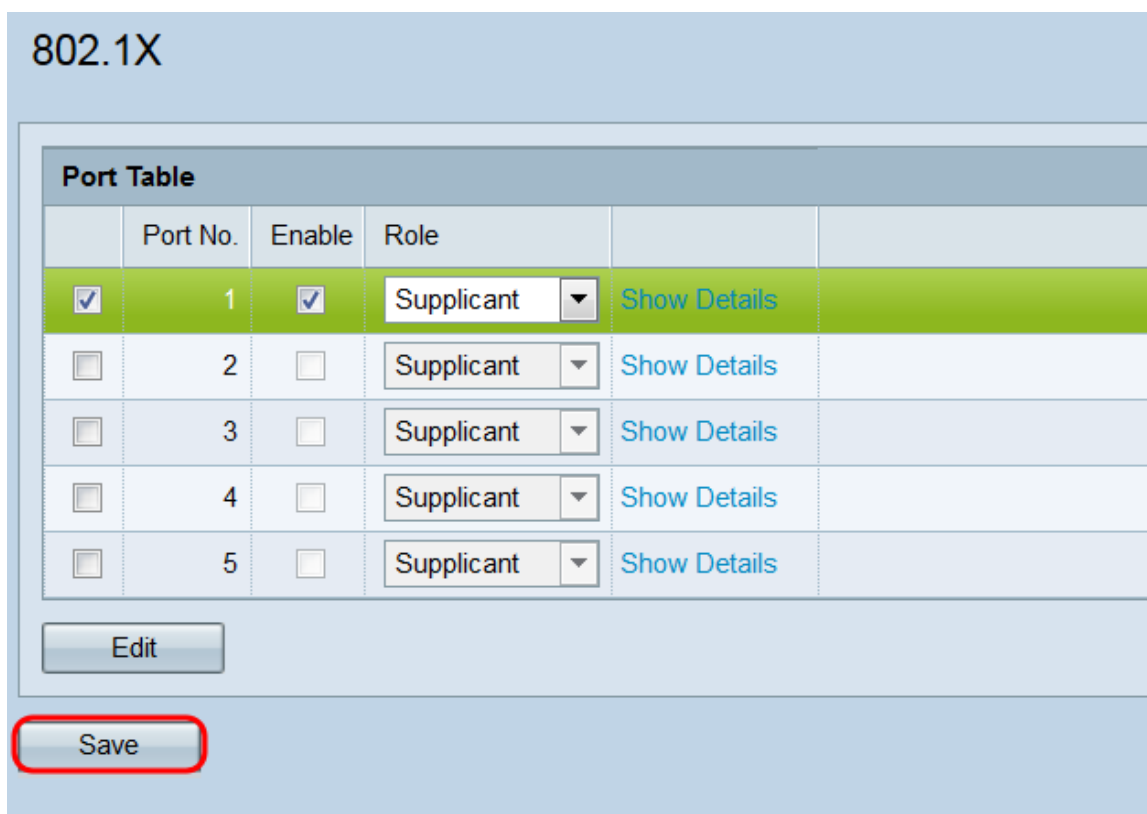 802.1X
Port Table
Port No. Enable Role
1 Supplicant Show Details
2 Supplicant Show Details
3 Supplicant Show Details
4 Supplicant Show Details
5 Supplicant Show Details
Edit
Save